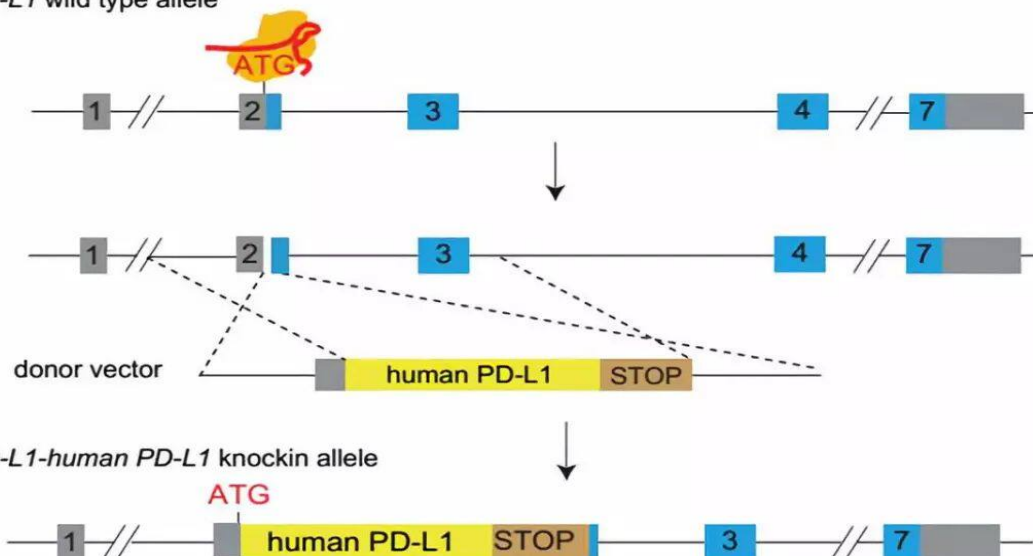 -L1 wild type allele
ATG
1 2 3 4 7
1 2 3 4 7
donor vector
human PD-L1 STOP
-L1-human PD-L1 knockin allele
ATG
1 human PD-L1 STOP 3 7